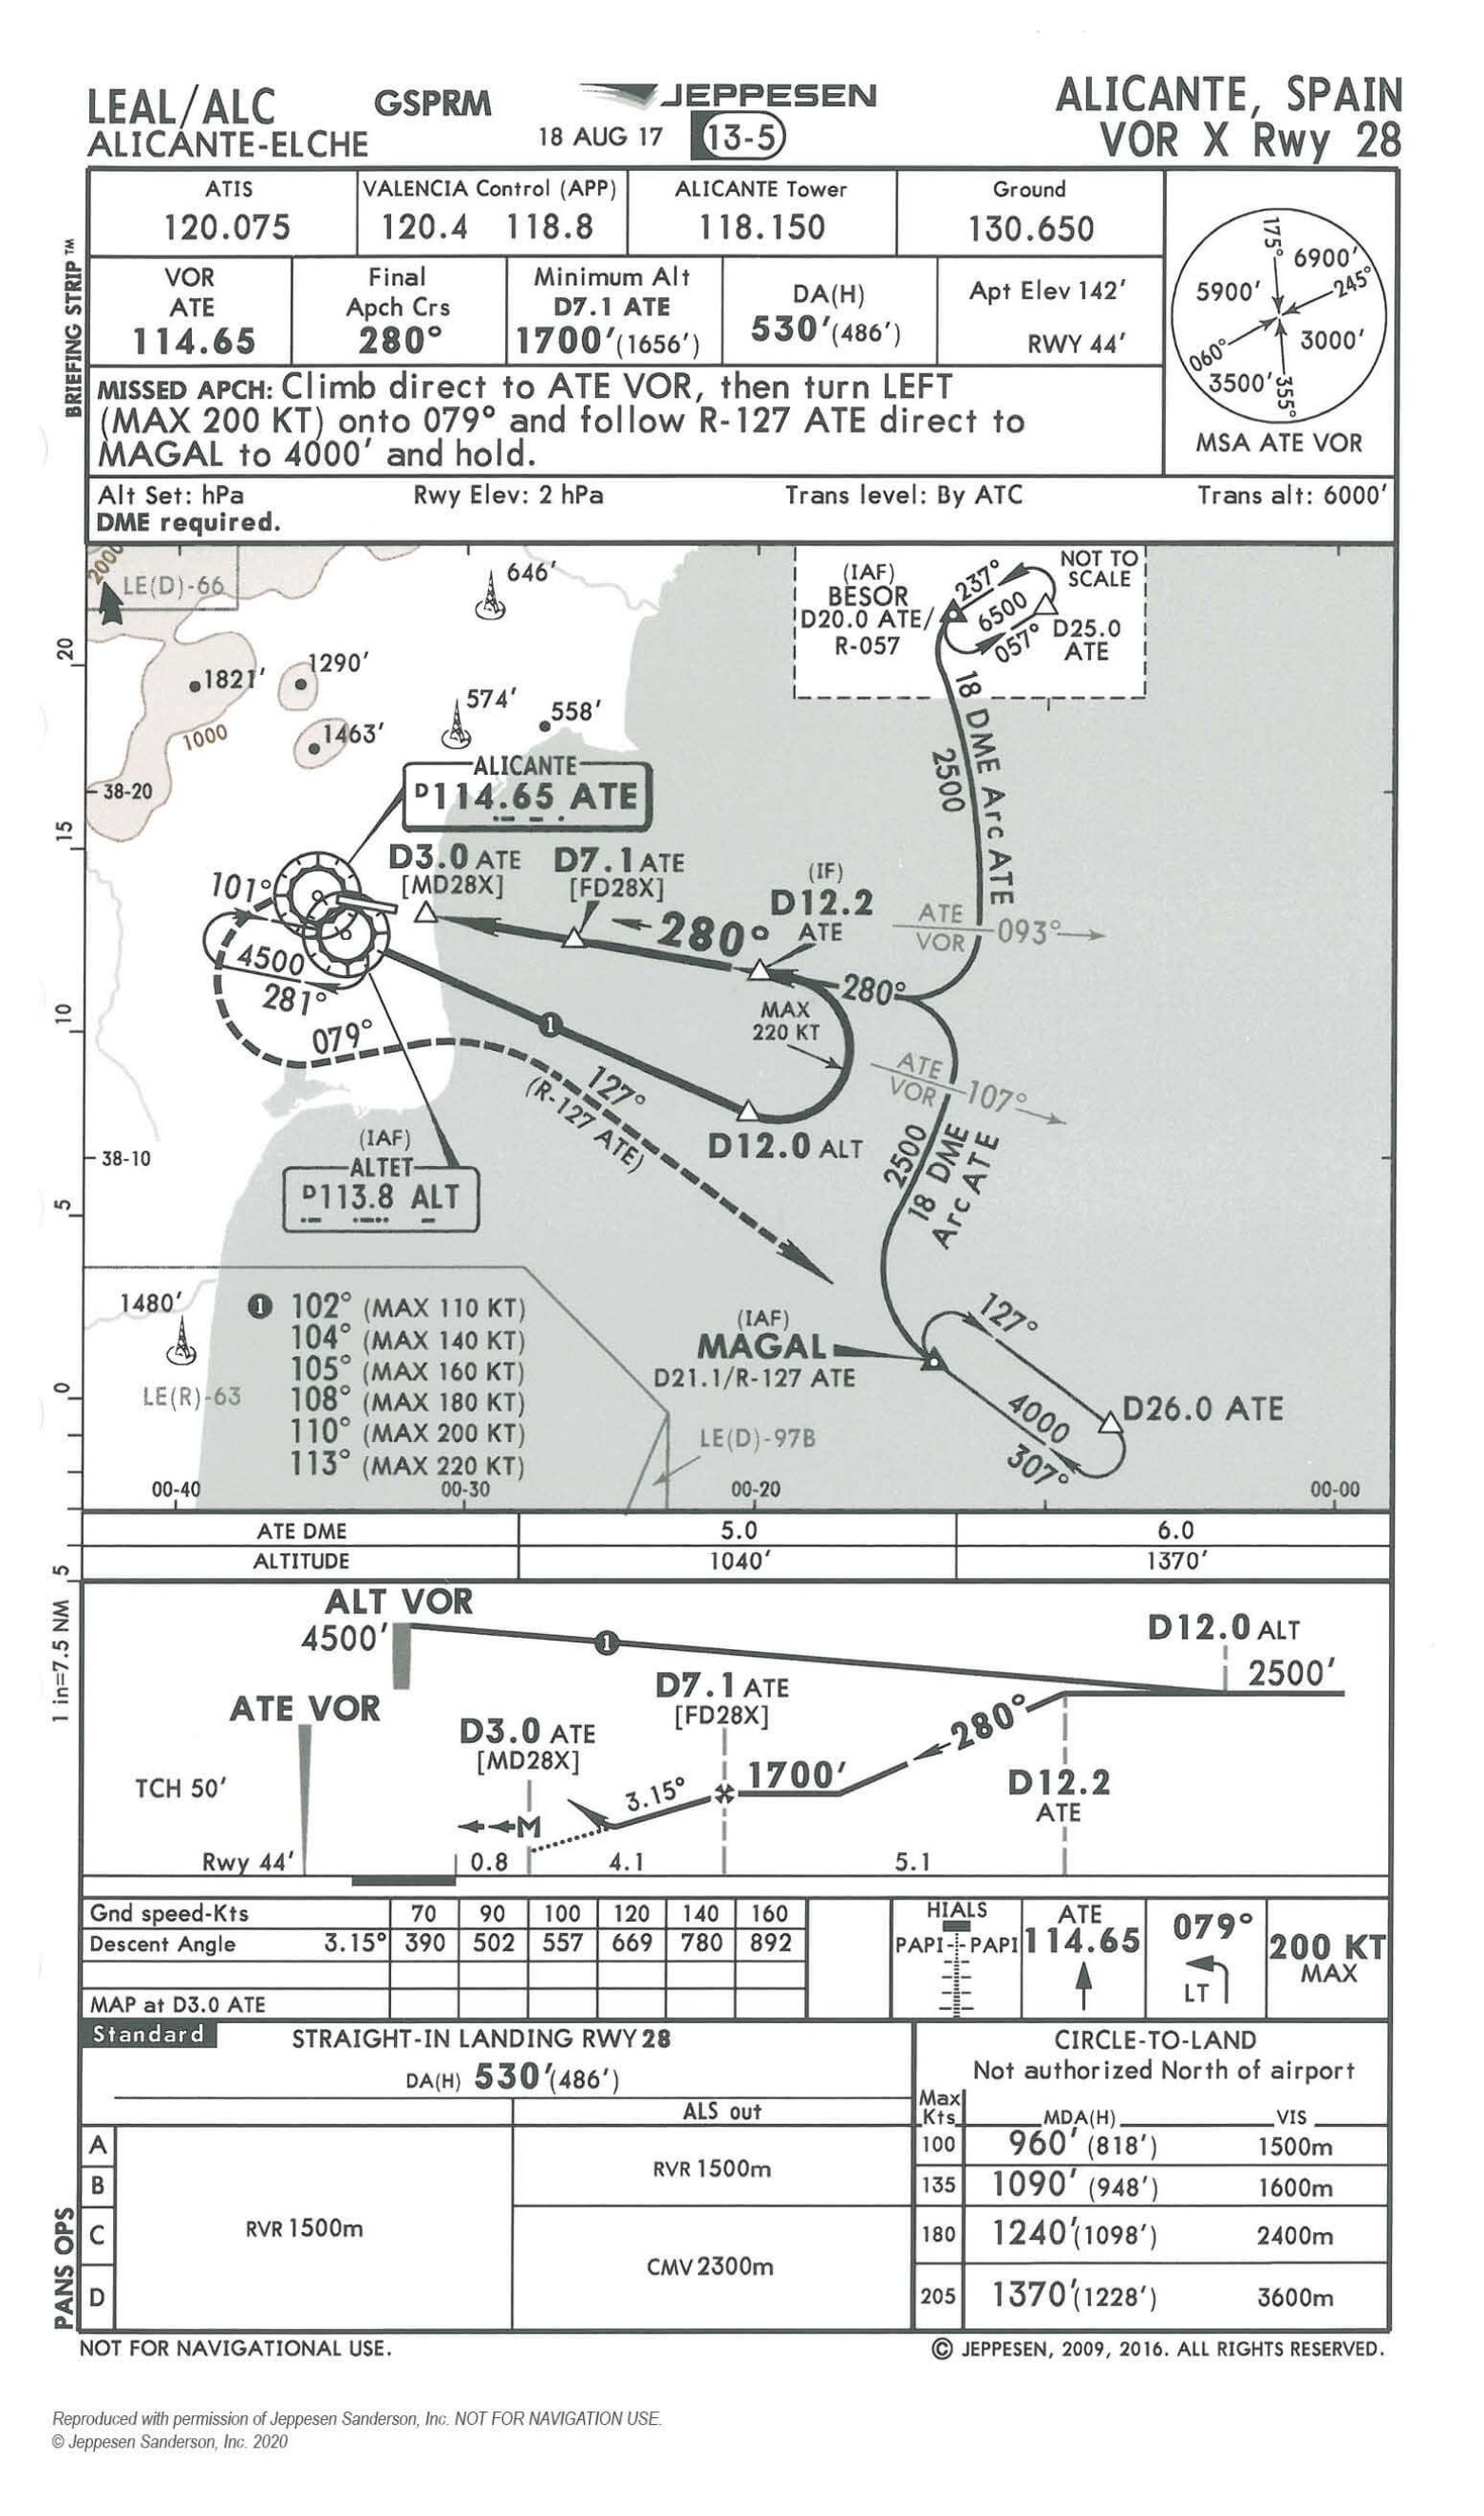 LEAL/ALC
ALICANTE-ELCHE
GSPRM
JEPPESEN
18 AUG 17
13-5
ALICANTE, SPAIN
VOR X Rwy 28
BRIEFING STRIP™
ATIS
120.075
VALENCIA Control (APP)
120.4 118.8
ALICANTE Tower
118.150
Ground
130.650
VOR
ATE
114.65
Final
Apch Crs
280°
Minimum Alt
D7.1 ATE
1700'(1656')
DA(H)
530'(486')
Apt Elev 142'
RWY 44'
MISSED APCH: Climb direct to ATE VOR, then turn LEFT
(MAX 200 KT) onto 079° and follow R-127 ATE direct to
MAGAL to 4000' and hold.
175°
6900'
245°
5900'
3000'
060°
3500'
355°
MSA ATE VOR
Alt Set: hPa
Rwy Elev: 2 hPa
Trans level: By ATC
Trans alt: 6000'
DME required.
2000
LE(D)-66
646'
1821'
1290'
1463'
1000
574'
558'
38-20
20
15
10
5
0
5
(IAF)
BESOR
D20.0 ATE/
R-057
237°
6500
057°
NOT TO
SCALE
D25.0
ATE
18 DME Arc ATE
2500
ALICANTE
D114.65 ATE
D3.0 ATE
[MD28X]
D7.1 ATE
[FD28X]
(IF)
D12.2
ATE
101°
280°
ATE
VOR
093°
4500
281°
280°
MAX
220 KT
079°
1
127°
(R-127 ATE)
D12.0 ALT
ATE
VOR
107°
2500
18 DME
Arc ATE
38-10
(IAF)
ALTET
D113.8 ALT
1480'
LE(R)-63
1 102° (MAX 110 KT)
104° (MAX 140 KT)
105° (MAX 160 KT)
108° (MAX 180 KT)
110° (MAX 200 KT)
113° (MAX 220 KT)
(IAF)
MAGAL
D21.1/R-127 ATE
127°
4000
307°
D26.0 ATE
LE(D)-97B
00-40
00-30
00-20
00-00
1 in=7.5 NM
ATE DME
5.0
6.0
ALTITUDE
1040'
1370'
ALT VOR
4500'
1
D12.0 ALT
2500'
ATE VOR
D7.1 ATE
[FD28X]
D3.0 ATE
[MD28X]
280°
1700'
D12.2
ATE
TCH 50'
3.15°
M
Rwy 44'
0.8
4.1
5.1
Gnd speed-Kts 70 90 100 120 140 160
Descent Angle 3.15° 390 502 557 669 780 892
MAP at D3.0 ATE
HIALS
PAPI PAPI
ATE
114.65
079°
LT
200 KT
MAX
Standard
STRAIGHT-IN LANDING RWY 28
DA(H) 530'(486')
ALS out
CIRCLE-TO-LAND
Not authorized North of airport
Max
Kts
MDA(H)
VIS
PANS OPS
A
B
C
D
RVR 1500m
RVR 1500m
CMV 2300m
100 960' (818') 1500m
135 1090' (948') 1600m
180 1240'(1098') 2400m
205 1370'(1228') 3600m
NOT FOR NAVIGATIONAL USE.
© JEPPESEN, 2009, 2016. ALL RIGHTS RESERVED.
Reproduced with permission of Jeppesen Sanderson, Inc. NOT FOR NAVIGATION USE.
© Jeppesen Sanderson, Inc. 2020